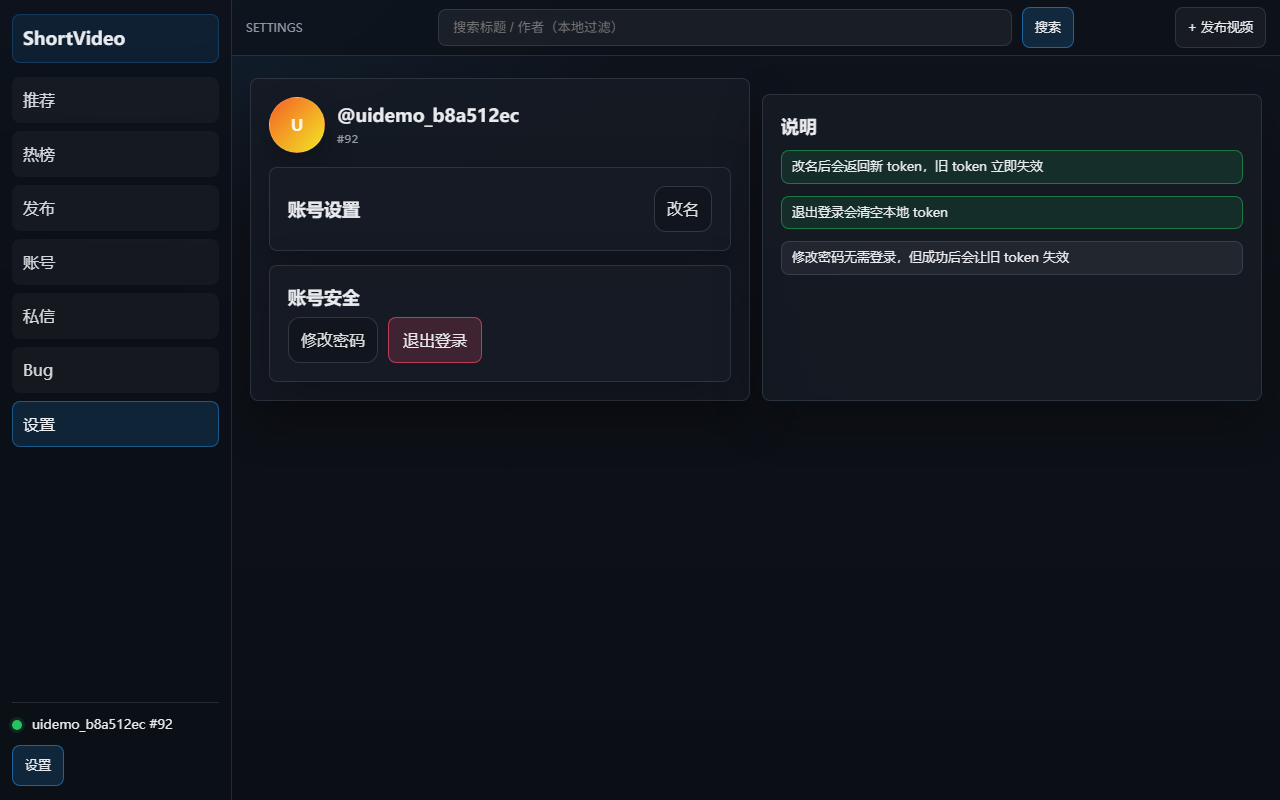 ShortVideo
推荐
热榜
发布
账号
私信
Bug
设置
uidemo_b8a512ec #92
设置
SETTINGS
搜索标题 / 作者（本地过滤）
搜索
+ 发布视频
U
@uidemo_b8a512ec
#92
账号设置
改名
账号安全
修改密码
退出登录
说明
改名后会返回新 token，旧 token 立即失效
退出登录会清空本地 token
修改密码无需登录，但成功后会让旧 token 失效